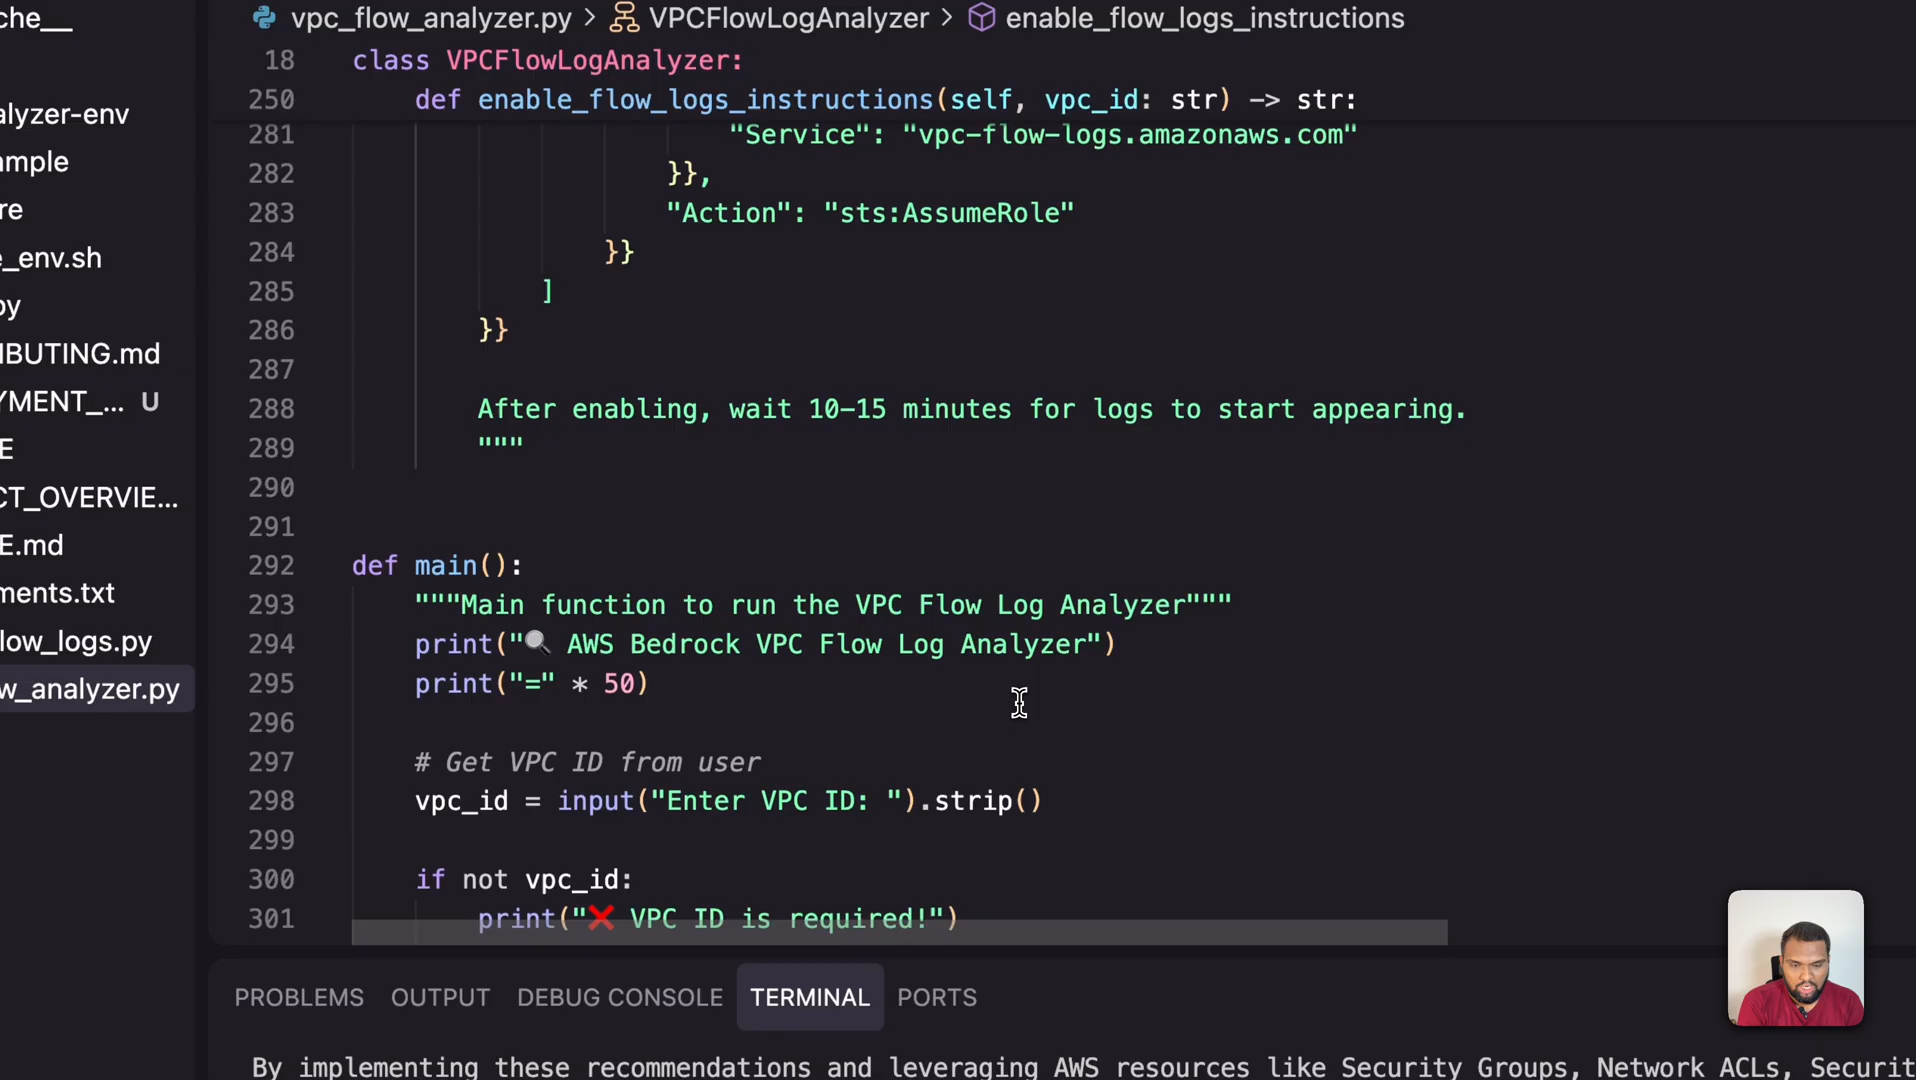 che__
alyzer-env
ample
re
e_env.sh
py
IBUTING.md
YMENT_... U
E
CT_OVERVIE...
E.md
ments.txt
low_logs.py
w_analyzer.py
vpc_flow_analyzer.py > VPCFlowLogAnalyzer > enable_flow_logs_instructions
18 class VPCFlowLogAnalyzer:
250 def enable_flow_logs_instructions(self, vpc_id: str) -> str:
281 "Service": "vpc-flow-logs.amazonaws.com"
282 }},
283 "Action": "sts:AssumeRole"
284 }}
285 ]
286 }}
287
288 After enabling, wait 10-15 minutes for logs to start appearing.
289 """
290
291
292 def main():
293 """Main function to run the VPC Flow Log Analyzer"""
294 print("🔍 AWS Bedrock VPC Flow Log Analyzer")
295 print("=" * 50)
296
297 # Get VPC ID from user
298 vpc_id = input("Enter VPC ID: ").strip()
299
300 if not vpc_id:
301 print("❌ VPC ID is required!")
PROBLEMS OUTPUT DEBUG CONSOLE TERMINAL PORTS
By implementing these recommendations and leveraging AWS resources like Security Groups, Network ACLs, Securit